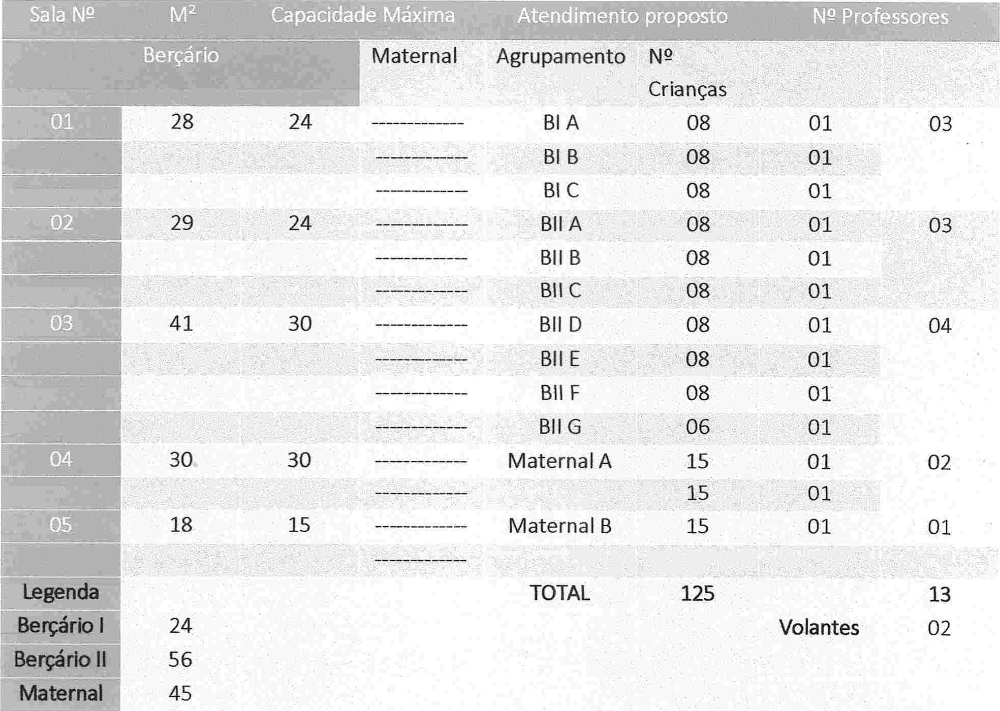 Sala Nº M² Capacidade Máxima Atendimento proposto Nº Professores
Berçário Maternal Agrupamento Nº
Crianças
01 28 24 ------------- BI A 08 01 03
------------- BI B 08 01
------------- BI C 08 01
02 29 24 ------------- BII A 08 01 03
------------- BII B 08 01
------------- BII C 08 01
03 41 30 ------------- BII D 08 01 04
------------- BII E 08 01
------------- BII F 08 01
------------- BII G 06 01
04 30 30 ------------- Maternal A 15 01 02
------------- 15 01
05 18 15 ------------- Maternal B 15 01 01
-------------
Legenda TOTAL 125 13
Berçário I 24 Volantes 02
Berçário II 56
Maternal 45